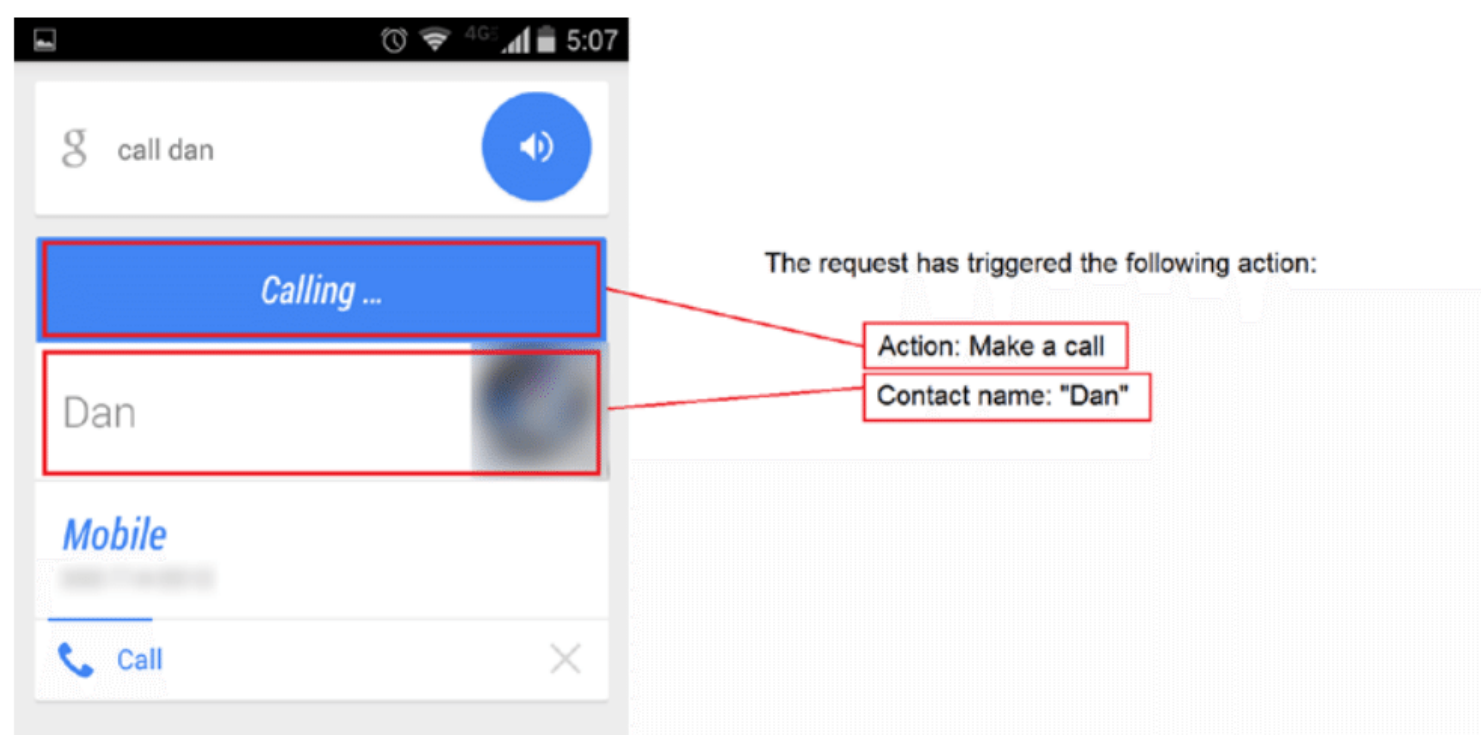 4G 5:07
g call dan
Calling ...
Dan
Mobile
Call
The request has triggered the following action:
Action: Make a call
Contact name: "Dan"